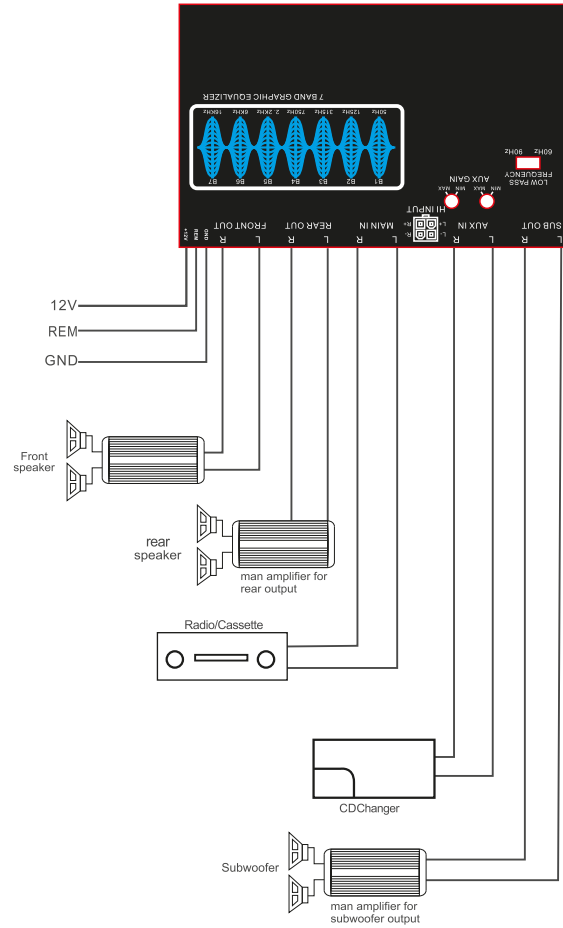 7 BAND GRAPHIC EQUALIZER
16KHz 6KHz 2. 2KHz 750Hz 315Hz 125Hz 50Hz
B7 B6 B5 B4 B3 B2 B1
90Hz 60Hz
LOW PASS
FREQUENCY
AUX GAIN
MAX MIN MAX MIN
HI INPUT
R+ L+
R- L-
+12V REM GND
FRONT OUT REAR OUT MAIN IN AUX IN SUB OUT
R L R L R L R L R L
12V
REM
GND
Front
speaker
rear
speaker
man amplifier for
rear output
Radio/Cassette
CDChanger
Subwoofer
man amplifier for
subwoofer output